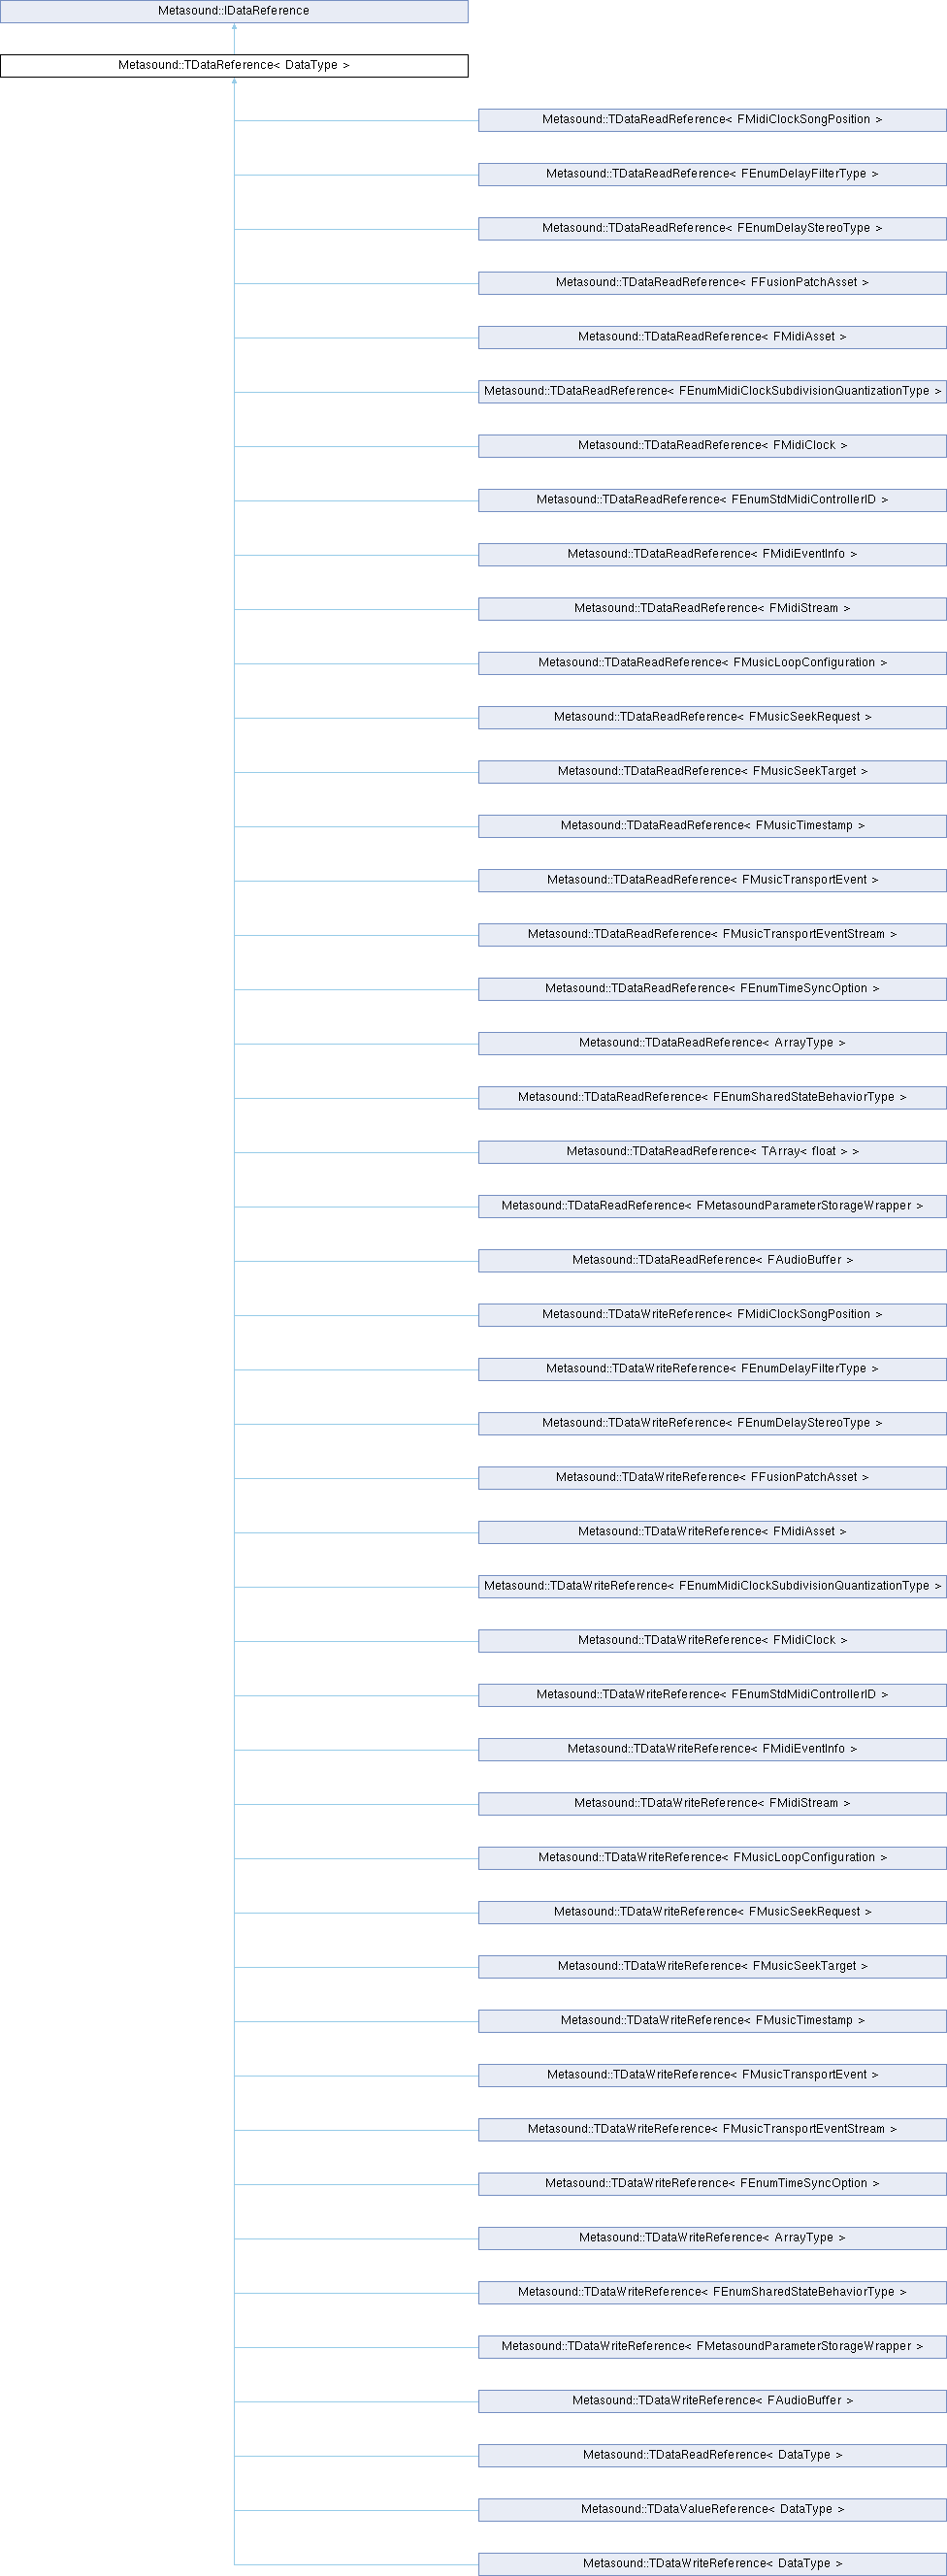 Metasound::IDataReference
Metasound::TDataReference< DataType >
Metasound::TDataReadReference< FMidiClockSongPosition >
Metasound::TDataReadReference< FEnumDelayFilterType >
Metasound::TDataReadReference< FEnumDelayStereoType >
Metasound::TDataReadReference< FFusionPatchAsset >
Metasound::TDataReadReference< FMidiAsset >
Metasound::TDataReadReference< FEnumMidiClockSubdivisionQuantizationType >
Metasound::TDataReadReference< FMidiClock >
Metasound::TDataReadReference< FEnumStdMidiControllerID >
Metasound::TDataReadReference< FMidiEventInfo >
Metasound::TDataReadReference< FMidiStream >
Metasound::TDataReadReference< FMusicLoopConfiguration >
Metasound::TDataReadReference< FMusicSeekRequest >
Metasound::TDataReadReference< FMusicSeekTarget >
Metasound::TDataReadReference< FMusicTimestamp >
Metasound::TDataReadReference< FMusicTransportEvent >
Metasound::TDataReadReference< FMusicTransportEventStream >
Metasound::TDataReadReference< FEnumTimeSyncOption >
Metasound::TDataReadReference< ArrayType >
Metasound::TDataReadReference< FEnumSharedStateBehaviorType >
Metasound::TDataReadReference< TArray< float > >
Metasound::TDataReadReference< FMetasoundParameterStorageWrapper >
Metasound::TDataReadReference< FAudioBuffer >
Metasound::TDataWriteReference< FMidiClockSongPosition >
Metasound::TDataWriteReference< FEnumDelayFilterType >
Metasound::TDataWriteReference< FEnumDelayStereoType >
Metasound::TDataWriteReference< FFusionPatchAsset >
Metasound::TDataWriteReference< FMidiAsset >
Metasound::TDataWriteReference< FEnumMidiClockSubdivisionQuantizationType >
Metasound::TDataWriteReference< FMidiClock >
Metasound::TDataWriteReference< FEnumStdMidiControllerID >
Metasound::TDataWriteReference< FMidiEventInfo >
Metasound::TDataWriteReference< FMidiStream >
Metasound::TDataWriteReference< FMusicLoopConfiguration >
Metasound::TDataWriteReference< FMusicSeekRequest >
Metasound::TDataWriteReference< FMusicSeekTarget >
Metasound::TDataWriteReference< FMusicTimestamp >
Metasound::TDataWriteReference< FMusicTransportEvent >
Metasound::TDataWriteReference< FMusicTransportEventStream >
Metasound::TDataWriteReference< FEnumTimeSyncOption >
Metasound::TDataWriteReference< ArrayType >
Metasound::TDataWriteReference< FEnumSharedStateBehaviorType >
Metasound::TDataWriteReference< FMetasoundParameterStorageWrapper >
Metasound::TDataWriteReference< FAudioBuffer >
Metasound::TDataReadReference< DataType >
Metasound::TDataValueReference< DataType >
Metasound::TDataWriteReference< DataType >